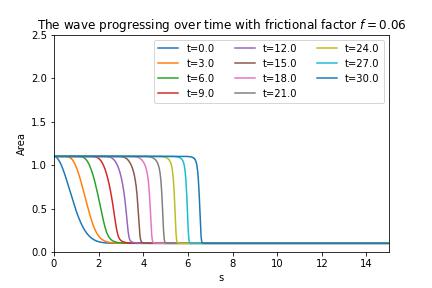 The wave progressing over time with frictional factor f = 0.06
2.5
2.0
1.5
1.0
0.5
0.0
Area
t=0.0
t=3.0
t=6.0
t=9.0
t=12.0
t=15.0
t=18.0
t=21.0
t=24.0
t=27.0
t=30.0
0 2 4 6 8 10 12 14
s